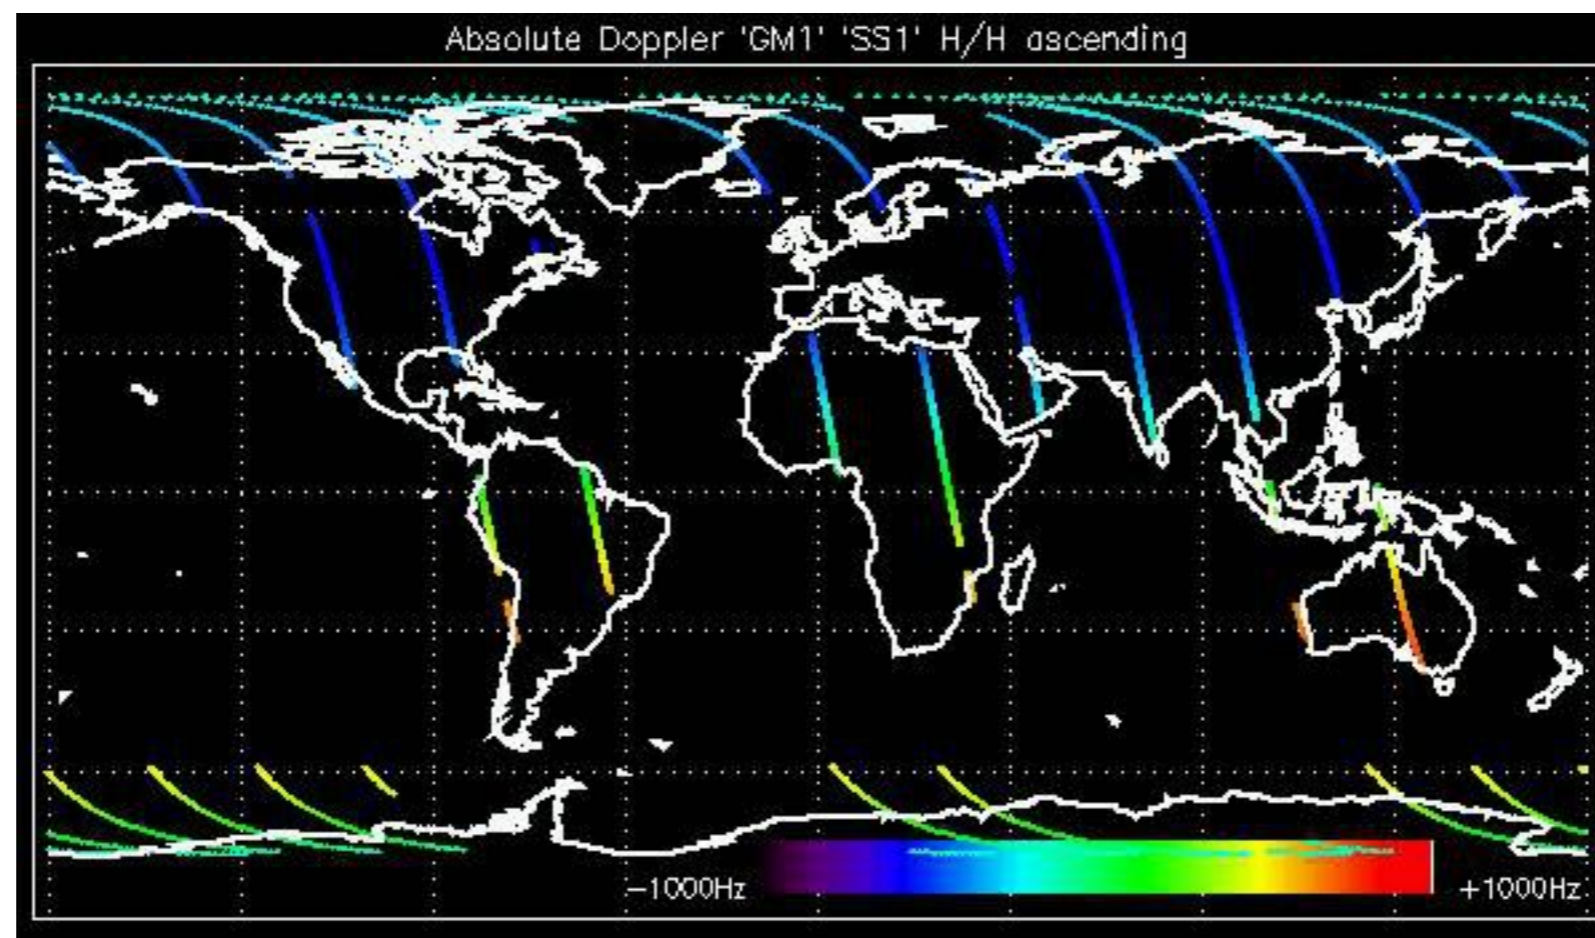 Absolute Doppler 'GM1' 'SS1' H/H ascending
−1000Hz
+1000Hz